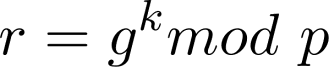 r = g^k mod p